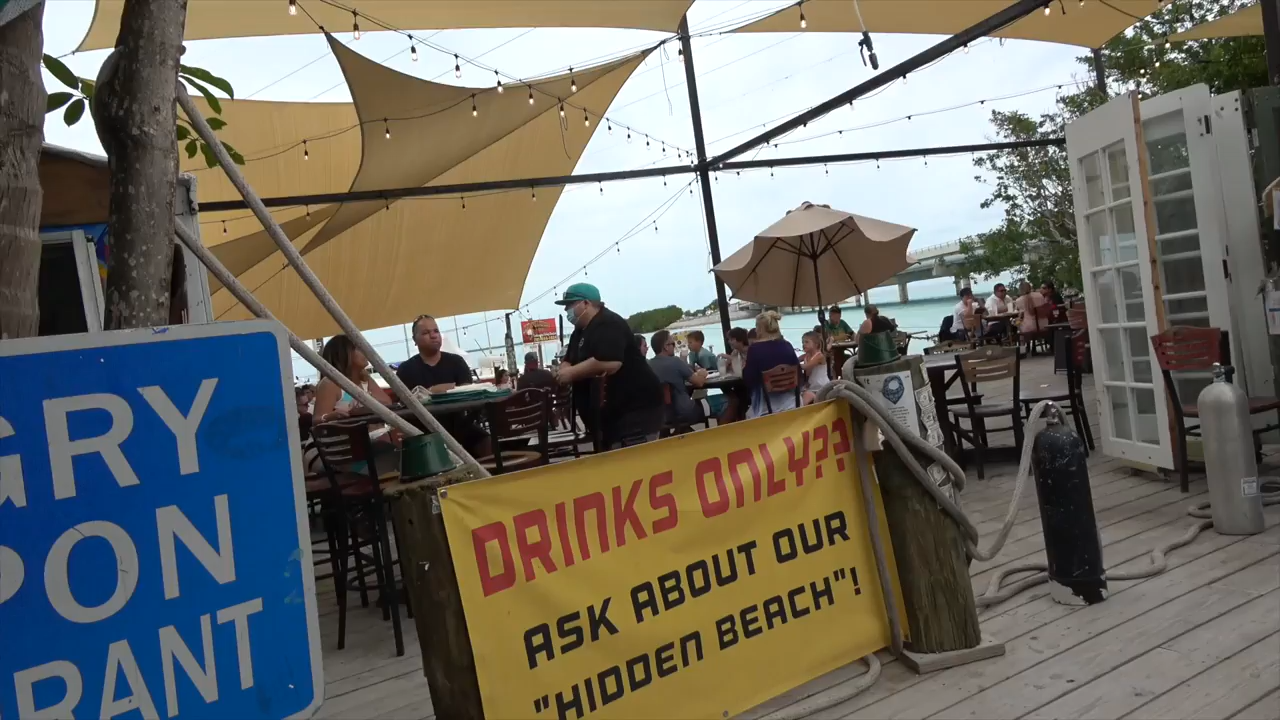 GRY
PON
RANT
DRINKS ONLY??
ASK ABOUT OUR
"HIDDEN BEACH"!